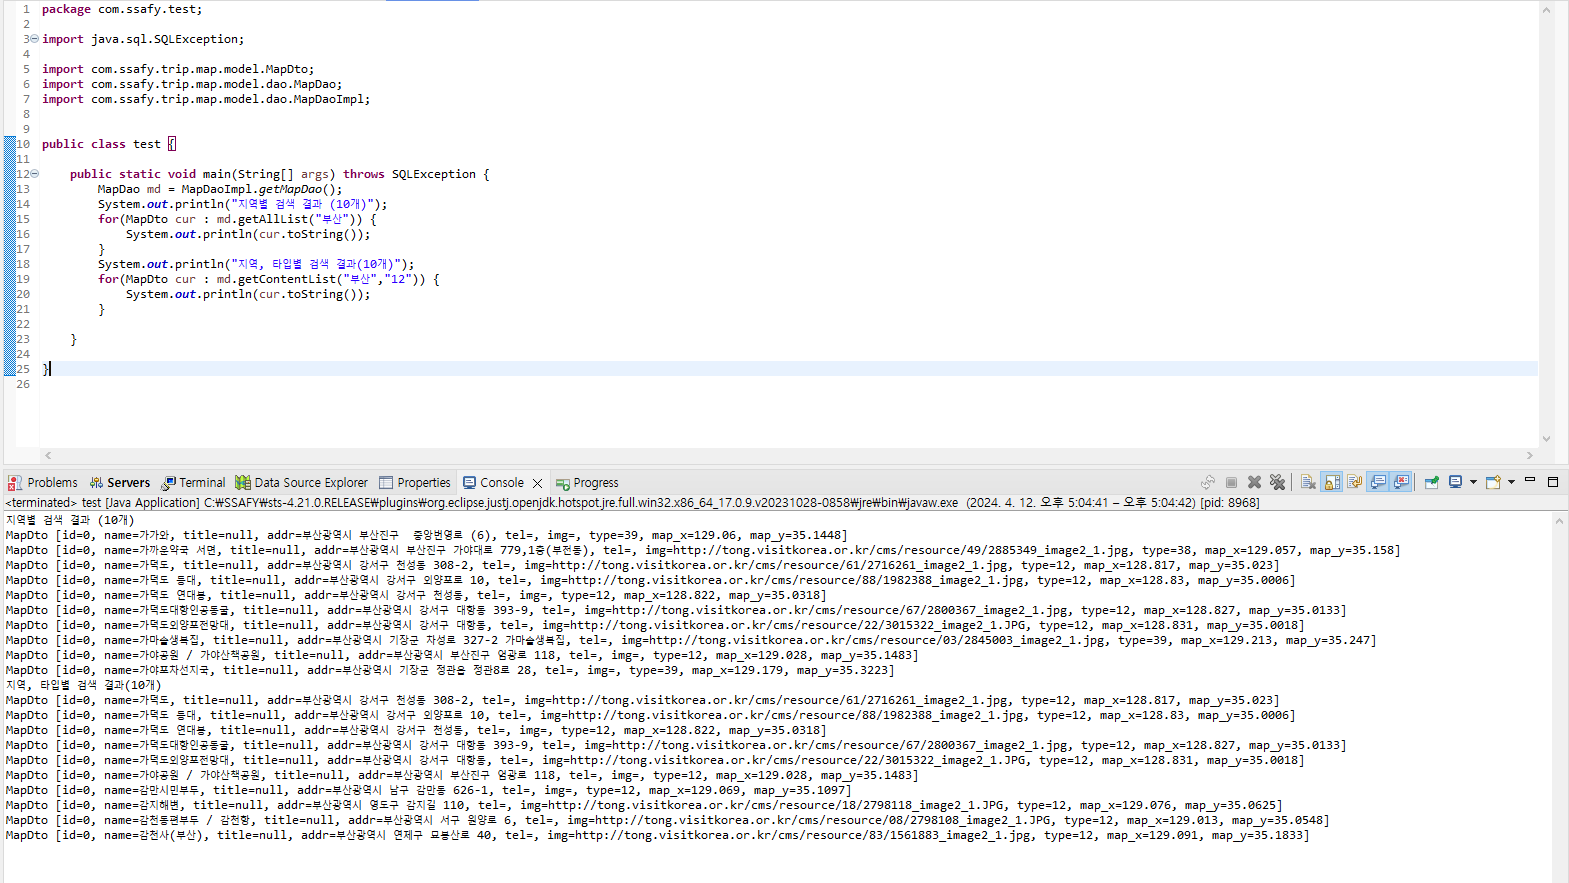 1 package com.ssafy.test;
2
3 import java.sql.SQLException;
4
5 import com.ssafy.trip.map.model.MapDto;
6 import com.ssafy.trip.map.model.dao.MapDao;
7 import com.ssafy.trip.map.model.dao.MapDaoImpl;
8
9
10 public class test {
11
12 public static void main(String[] args) throws SQLException {
13 MapDao md = MapDaoImpl.getMapDao();
14 System.out.println("지역별 검색 결과 (10개)");
15 for(MapDto cur : md.getAllList("부산")) {
16 System.out.println(cur.toString());
17 }
18 System.out.println("지역, 타입별 검색 결과(10개)");
19 for(MapDto cur : md.getContentList("부산","12")) {
20 System.out.println(cur.toString());
21 }
22
23 }
24
25 }
26
Problems Servers Terminal Data Source Explorer Properties Console Progress
<terminated> test [Java Application] C:₩SSAFY₩sts-4.21.0.RELEASE₩plugins₩org.eclipse.justj.openjdk.hotspot.jre.full.win32.x86_64_17.0.9.v20231028-0858₩jre₩bin₩javaw.exe (2024. 4. 12. 오후 5:04:41 – 오후 5:04:42) [pid: 8968]
지역별 검색 결과 (10개)
MapDto [id=0, name=가가와, title=null, addr=부산광역시 부산진구 중앙번영로 (6), tel=, img=, type=39, map_x=129.06, map_y=35.1448]
MapDto [id=0, name=가까운약국 서면, title=null, addr=부산광역시 부산진구 가야대로 779,1층(부전동), tel=, img=http://tong.visitkorea.or.kr/cms/resource/49/2885349_image2_1.jpg, type=38, map_x=129.057, map_y=35.158]
MapDto [id=0, name=가덕도, title=null, addr=부산광역시 강서구 천성동 308-2, tel=, img=http://tong.visitkorea.or.kr/cms/resource/61/2716261_image2_1.jpg, type=12, map_x=128.817, map_y=35.023]
MapDto [id=0, name=가덕도 등대, title=null, addr=부산광역시 강서구 외양포로 10, tel=, img=http://tong.visitkorea.or.kr/cms/resource/88/1982388_image2_1.jpg, type=12, map_x=128.83, map_y=35.0006]
MapDto [id=0, name=가덕도 연대봉, title=null, addr=부산광역시 강서구 천성동, tel=, img=, type=12, map_x=128.822, map_y=35.0318]
MapDto [id=0, name=가덕도대항인공동굴, title=null, addr=부산광역시 강서구 대항동 393-9, tel=, img=http://tong.visitkorea.or.kr/cms/resource/67/2800367_image2_1.jpg, type=12, map_x=128.827, map_y=35.0133]
MapDto [id=0, name=가덕도외양포전망대, title=null, addr=부산광역시 강서구 대항동, tel=, img=http://tong.visitkorea.or.kr/cms/resource/22/3015322_image2_1.JPG, type=12, map_x=128.831, map_y=35.0018]
MapDto [id=0, name=가마솥생복집, title=null, addr=부산광역시 기장군 차성로 327-2 가마솥생복집, tel=, img=http://tong.visitkorea.or.kr/cms/resource/03/2845003_image2_1.jpg, type=39, map_x=129.213, map_y=35.247]
MapDto [id=0, name=가야공원 / 가야산책공원, title=null, addr=부산광역시 부산진구 엄광로 118, tel=, img=, type=12, map_x=129.028, map_y=35.1483]
MapDto [id=0, name=가야포차선지국, title=null, addr=부산광역시 기장군 정관읍 정관8로 28, tel=, img=, type=39, map_x=129.179, map_y=35.3223]
지역, 타입별 검색 결과(10개)
MapDto [id=0, name=가덕도, title=null, addr=부산광역시 강서구 천성동 308-2, tel=, img=http://tong.visitkorea.or.kr/cms/resource/61/2716261_image2_1.jpg, type=12, map_x=128.817, map_y=35.023]
MapDto [id=0, name=가덕도 등대, title=null, addr=부산광역시 강서구 외양포로 10, tel=, img=http://tong.visitkorea.or.kr/cms/resource/88/1982388_image2_1.jpg, type=12, map_x=128.83, map_y=35.0006]
MapDto [id=0, name=가덕도 연대봉, title=null, addr=부산광역시 강서구 천성동, tel=, img=, type=12, map_x=128.822, map_y=35.0318]
MapDto [id=0, name=가덕도대항인공동굴, title=null, addr=부산광역시 강서구 대항동 393-9, tel=, img=http://tong.visitkorea.or.kr/cms/resource/67/2800367_image2_1.jpg, type=12, map_x=128.827, map_y=35.0133]
MapDto [id=0, name=가덕도외양포전망대, title=null, addr=부산광역시 강서구 대항동, tel=, img=http://tong.visitkorea.or.kr/cms/resource/22/3015322_image2_1.JPG, type=12, map_x=128.831, map_y=35.0018]
MapDto [id=0, name=가야공원 / 가야산책공원, title=null, addr=부산광역시 부산진구 엄광로 118, tel=, img=, type=12, map_x=129.028, map_y=35.1483]
MapDto [id=0, name=감만시민부두, title=null, addr=부산광역시 남구 감만동 626-1, tel=, img=, type=12, map_x=129.069, map_y=35.1097]
MapDto [id=0, name=감지해변, title=null, addr=부산광역시 영도구 감지길 110, tel=, img=http://tong.visitkorea.or.kr/cms/resource/18/2798118_image2_1.JPG, type=12, map_x=129.076, map_y=35.0625]
MapDto [id=0, name=감천동편부두 / 감천항, title=null, addr=부산광역시 서구 원양로 6, tel=, img=http://tong.visitkorea.or.kr/cms/resource/08/2798108_image2_1.JPG, type=12, map_x=129.013, map_y=35.0548]
MapDto [id=0, name=감천사(부산), title=null, addr=부산광역시 연제구 묘봉산로 40, tel=, img=http://tong.visitkorea.or.kr/cms/resource/83/1561883_image2_1.jpg, type=12, map_x=129.091, map_y=35.1833]